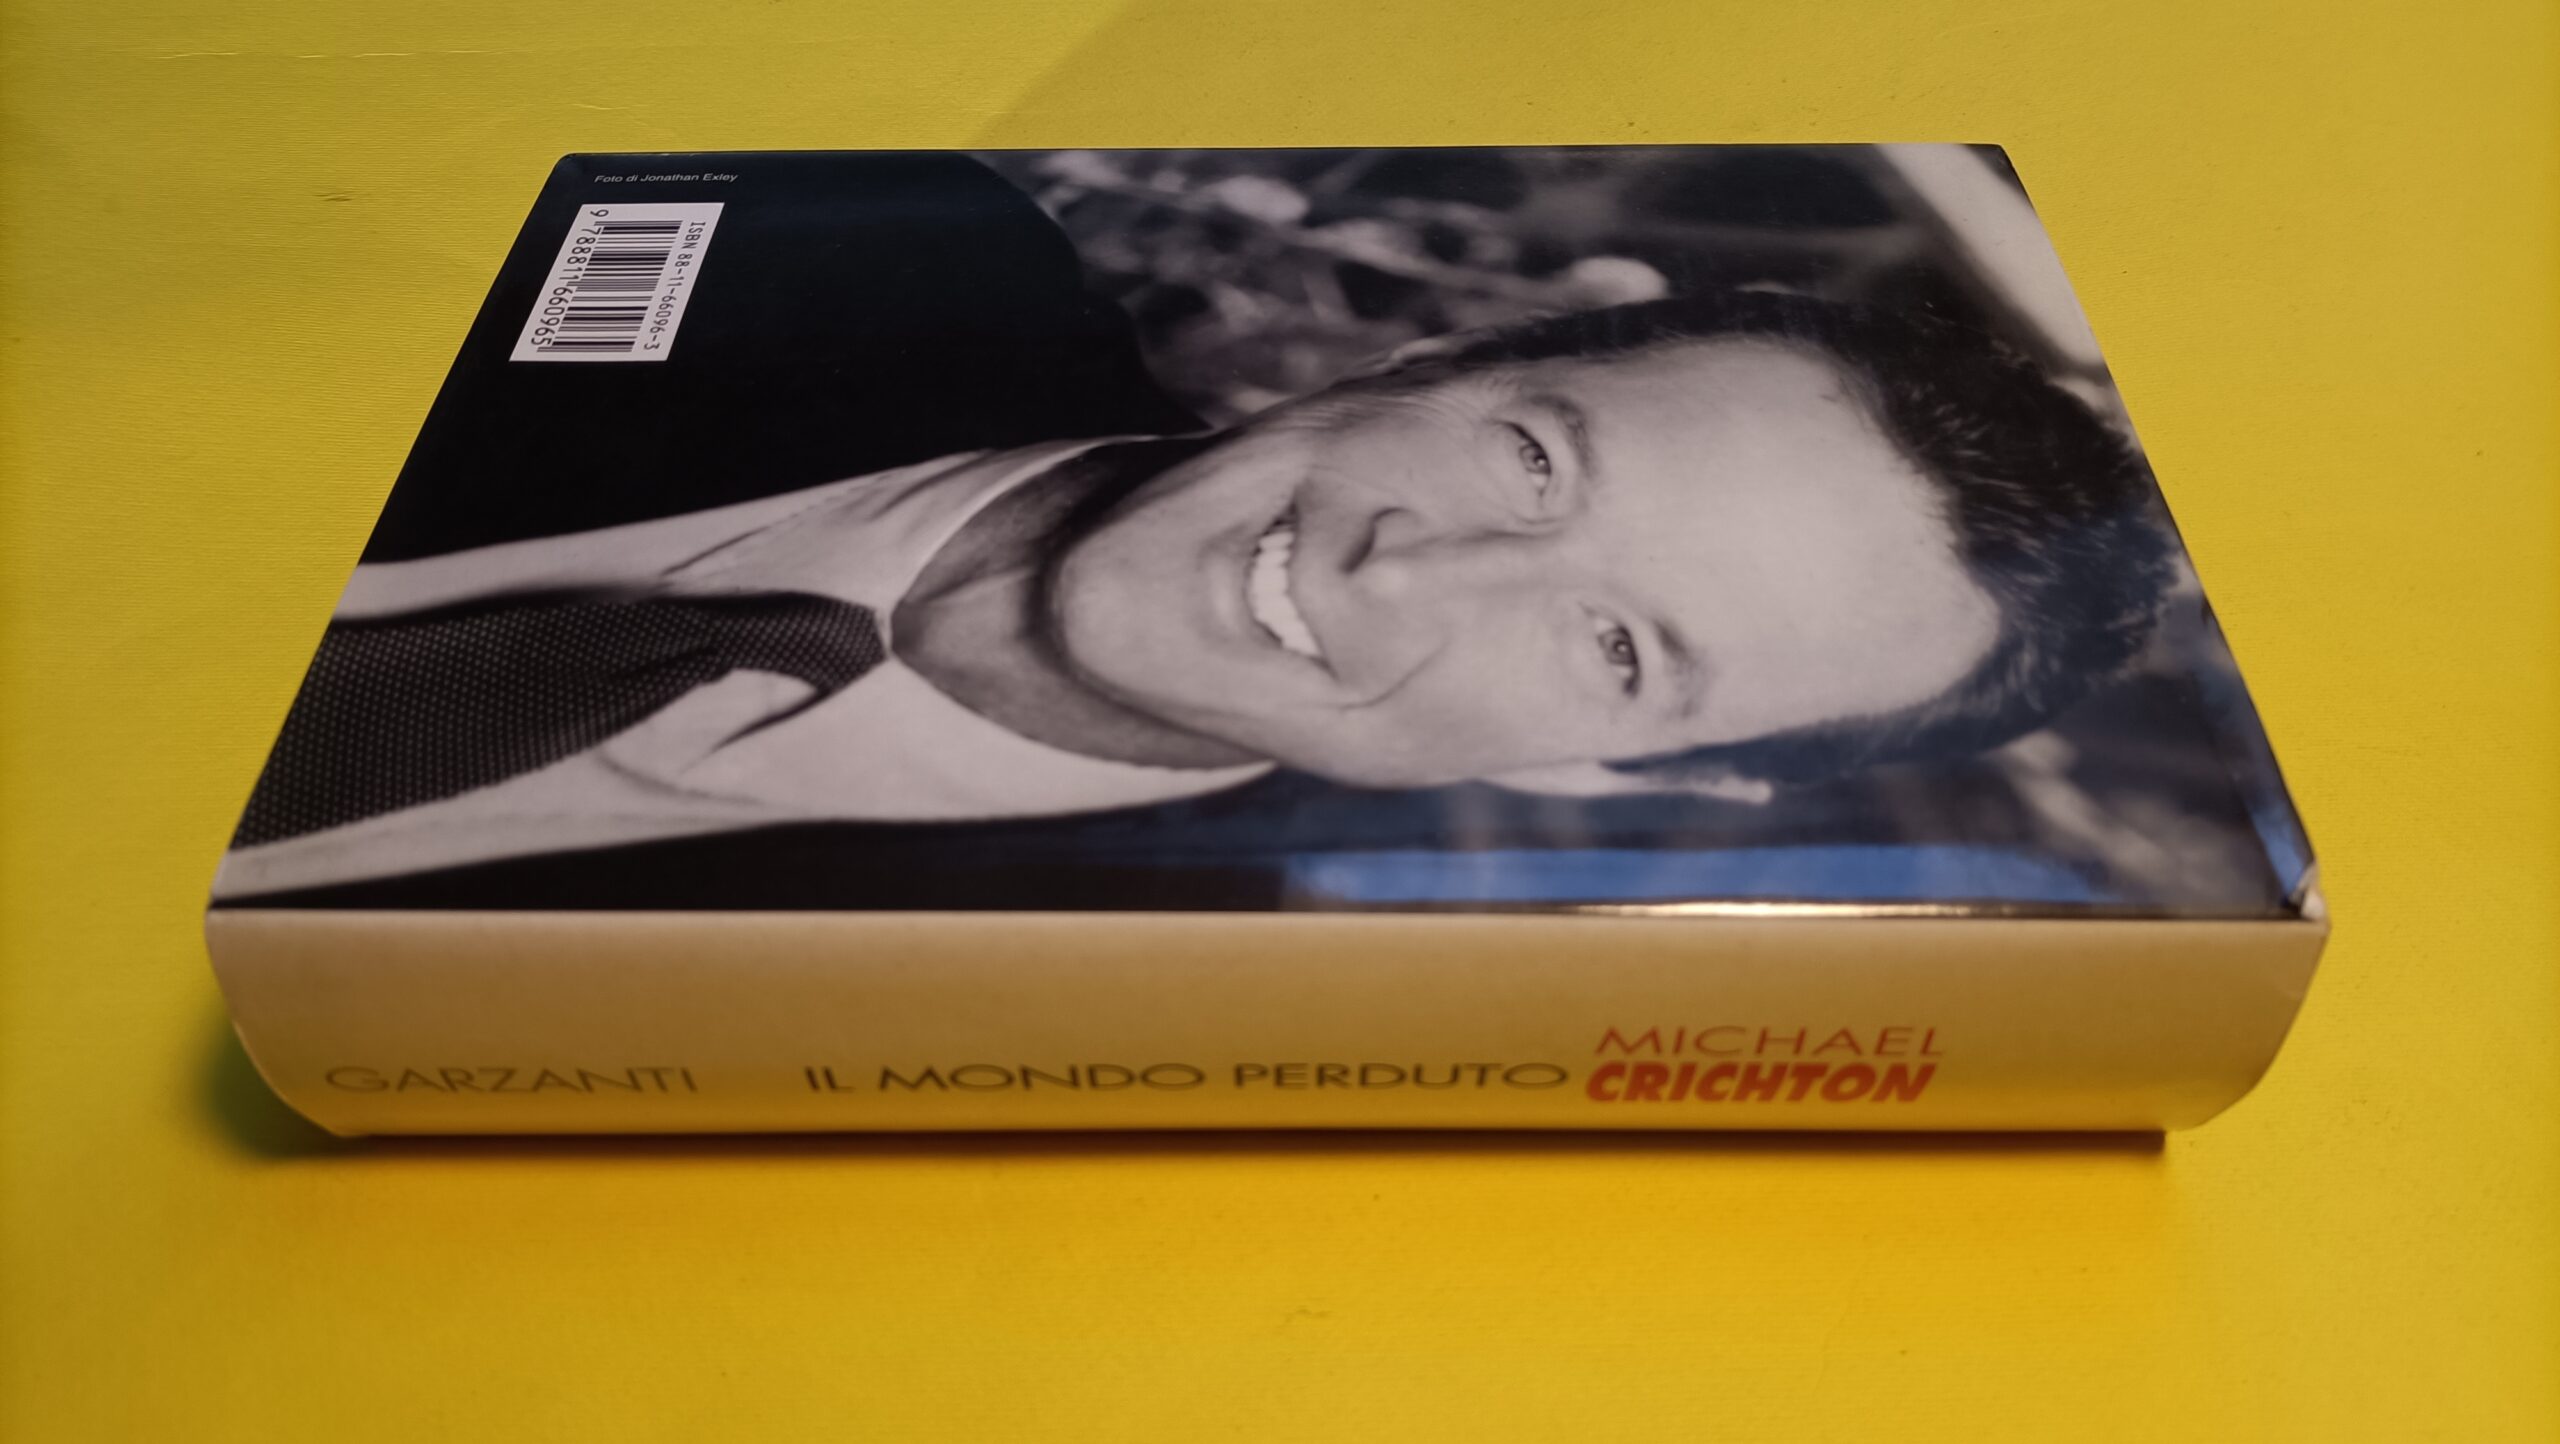 Foto di Jonathan Exley
ISBN 88-11-66096-3
9 788811 660965
GARZANTI
IL MONDO PERDUTO
MICHAEL
CRICHTON